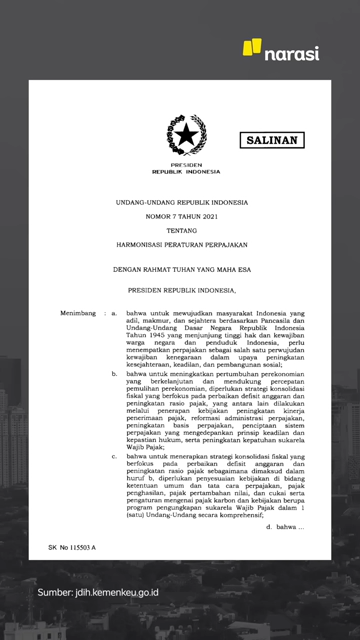 narasi
SALINAN
PRESIDEN
REPUBLIK INDONESIA
UNDANG-UNDANG REPUBLIK INDONESIA
NOMOR 7 TAHUN 2021
TENTANG
HARMONISASI PERATURAN PERPAJAKAN
DENGAN RAHMAT TUHAN YANG MAHA ESA
PRESIDEN REPUBLIK INDONESIA,
Menimbang : a. bahwa untuk mewujudkan masyarakat Indonesia yang
adil, makmur, dan sejahtera berdasarkan Pancasila dan
Undang-Undang Dasar Negara Republik Indonesia
Tahun 1945 yang menjunjung tinggi hak dan kewajiban
warga negara dan penduduk Indonesia, perlu
menempatkan perpajakan sebagai salah satu perwujudan
kewajiban kenegaraan dalam upaya peningkatan
kesejahteraan, keadilan, dan pembangunan sosial;
b. bahwa untuk meningkatkan pertumbuhan perekonomian
yang berkelanjutan dan mendukung percepatan
pemulihan perekonomian, diperlukan strategi konsolidasi
fiskal yang berfokus pada perbaikan defisit anggaran dan
peningkatan rasio pajak, yang antara lain dilakukan
melalui penerapan kebijakan peningkatan kinerja
penerimaan pajak, reformasi administrasi perpajakan,
peningkatan basis perpajakan, penciptaan sistem
perpajakan yang mengedepankan prinsip keadilan dan
kepastian hukum, serta peningkatan kepatuhan sukarela
Wajib Pajak;
c. bahwa untuk menerapkan strategi konsolidasi fiskal yang
berfokus pada perbaikan defisit anggaran dan
peningkatan rasio pajak sebagaimana dimaksud dalam
huruf b, diperlukan penyesuaian kebijakan di bidang
ketentuan umum dan tata cara perpajakan, pajak
penghasilan, pajak pertambahan nilai, dan cukai serta
pengaturan mengenai pajak karbon dan kebijakan berupa
program pengungkapan sukarela Wajib Pajak dalam 1
(satu) Undang-Undang secara komprehensif;
d. bahwa ...
SK No 115503 A
Sumber: jdih.kemenkeu.go.id